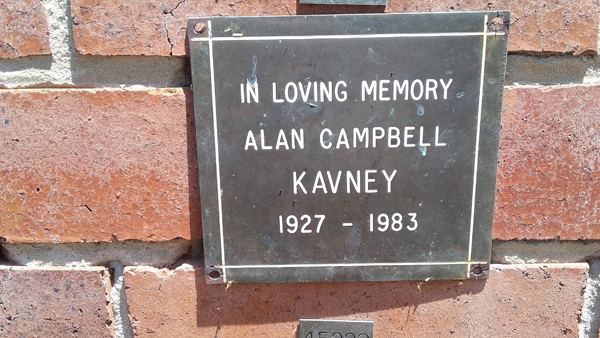 IN LOVING MEMORY
ALAN CAMPBELL
KAVNEY
1927 - 1983